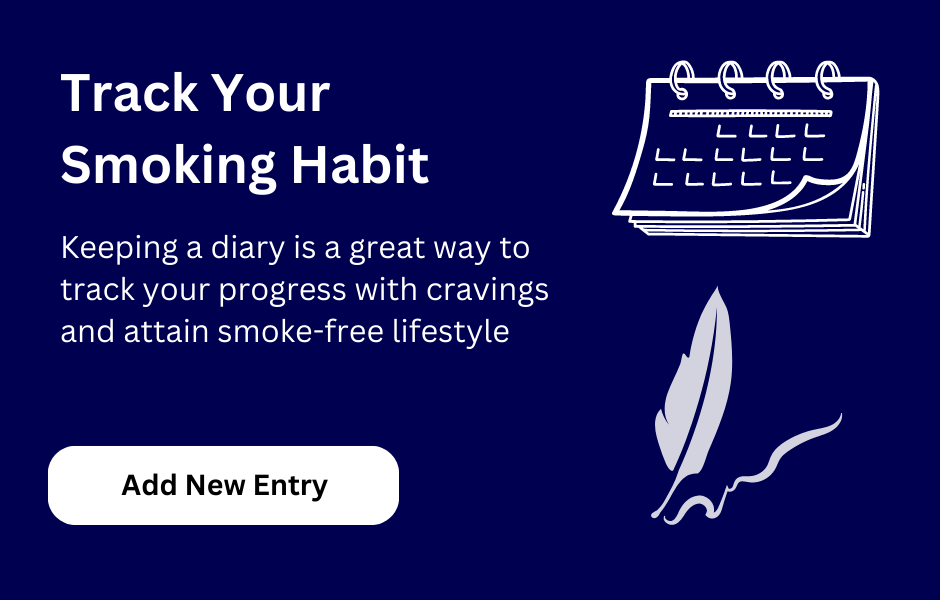 Track Your
Smoking Habit
Keeping a diary is a great way to
track your progress with cravings
and attain smoke-free lifestyle
Add New Entry